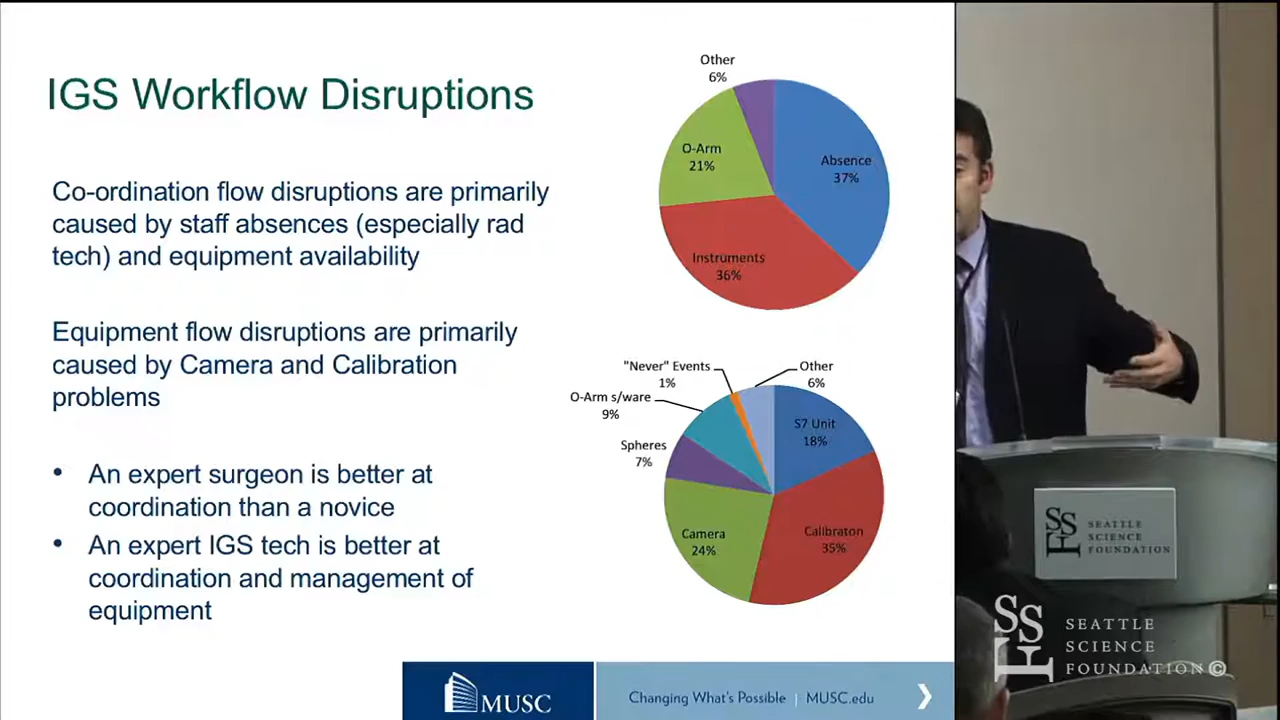 IGS Workflow Disruptions
Co-ordination flow disruptions are primarily
caused by staff absences (especially rad
tech) and equipment availability
Equipment flow disruptions are primarily
caused by Camera and Calibration
problems
• An expert surgeon is better at
coordination than a novice
• An expert IGS tech is better at
coordination and management of
equipment
Other
6%
O-Arm
21%
Absence
37%
Instruments
36%
"Never" Events
1%
Other
6%
O-Arm s/ware
9%
S7 Unit
18%
Spheres
7%
Camera
24%
Calibraton
35%
MUSC
Changing What's Possible | MUSC.edu
SSF
SEATTLE
SCIENCE
FOUNDATION
SSF
SEATTLE
SCIENCE
FOUNDATION©